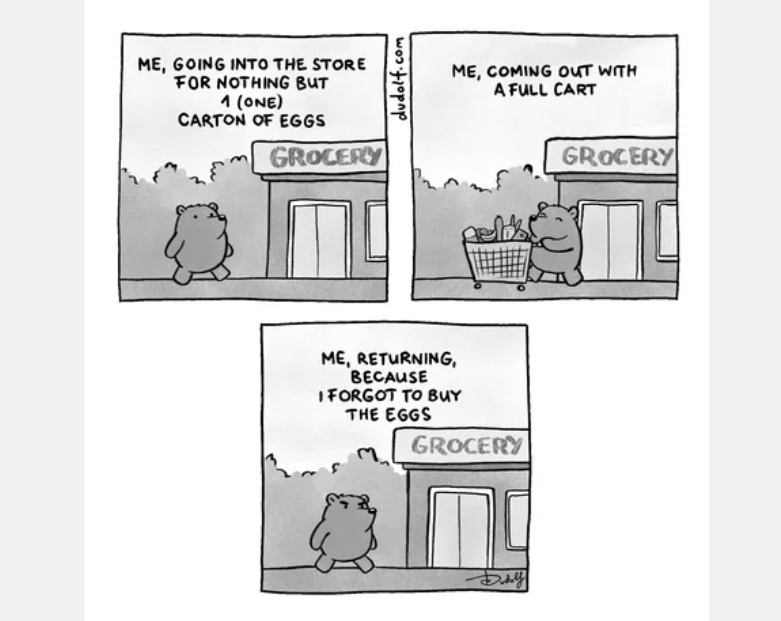 ME, GOING INTO THE STORE
FOR NOTHING BUT
1 (ONE)
CARTON OF EGGS
GROCERY
dudolf.com
ME, COMING OUT WITH
A FULL CART
GROCERY
ME, RETURNING,
BECAUSE
I FORGOT TO BUY
THE EGGS
GROCERY
Dudolf